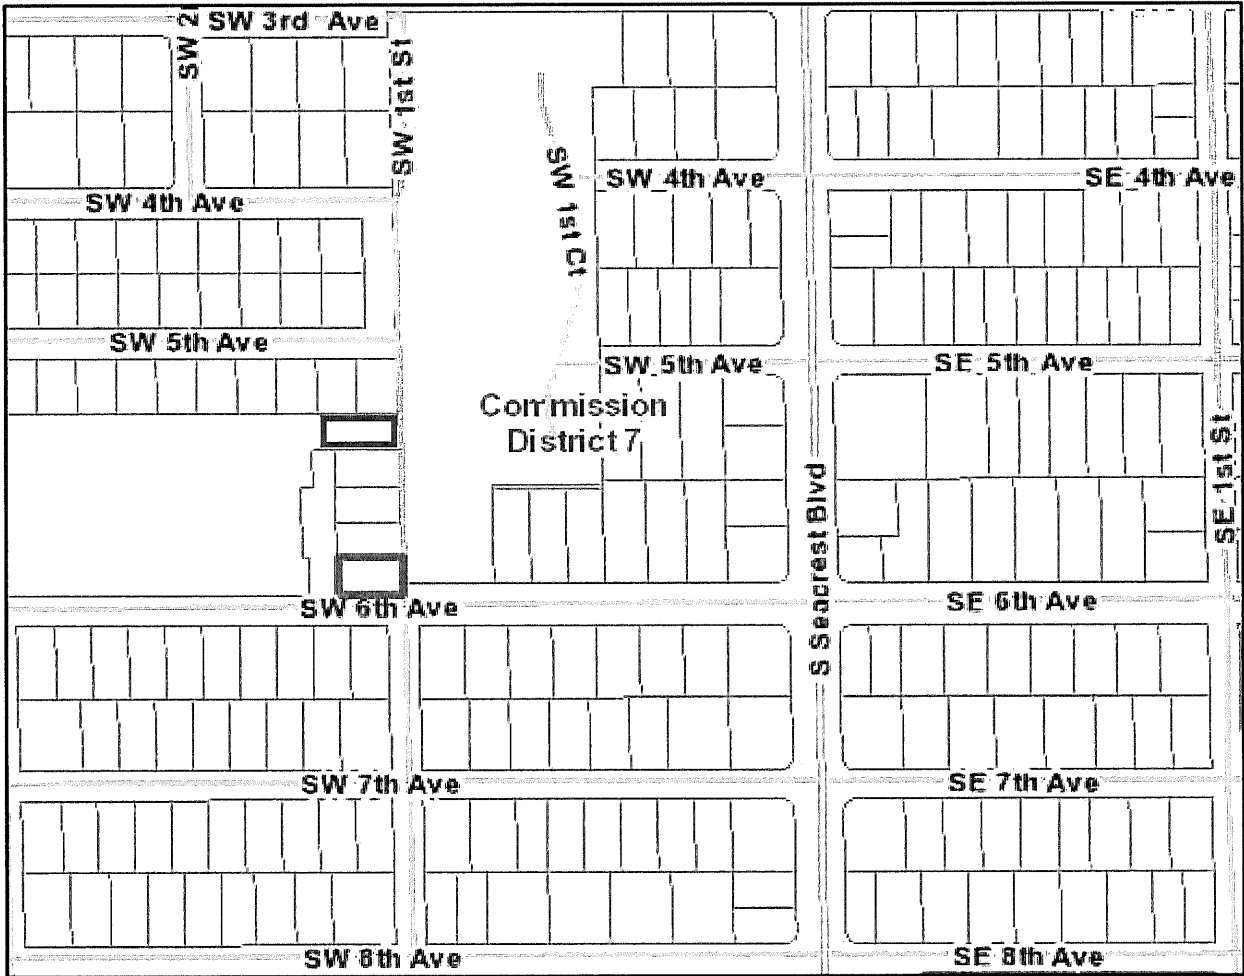 SW 3rd Ave
SW 2
SW 1st St
SW 1st Ct
SW 4th Ave
SE 4th Ave
SW 4th Ave
SW 5th Ave
SW 5th Ave
SE 5th Ave
Commission
District 7
S Seacrest Blvd
SE 1st St
SW 6th Ave
SE 6th Ave
SW 7th Ave
SE 7th Ave
SW 8th Ave
SE 8th Ave